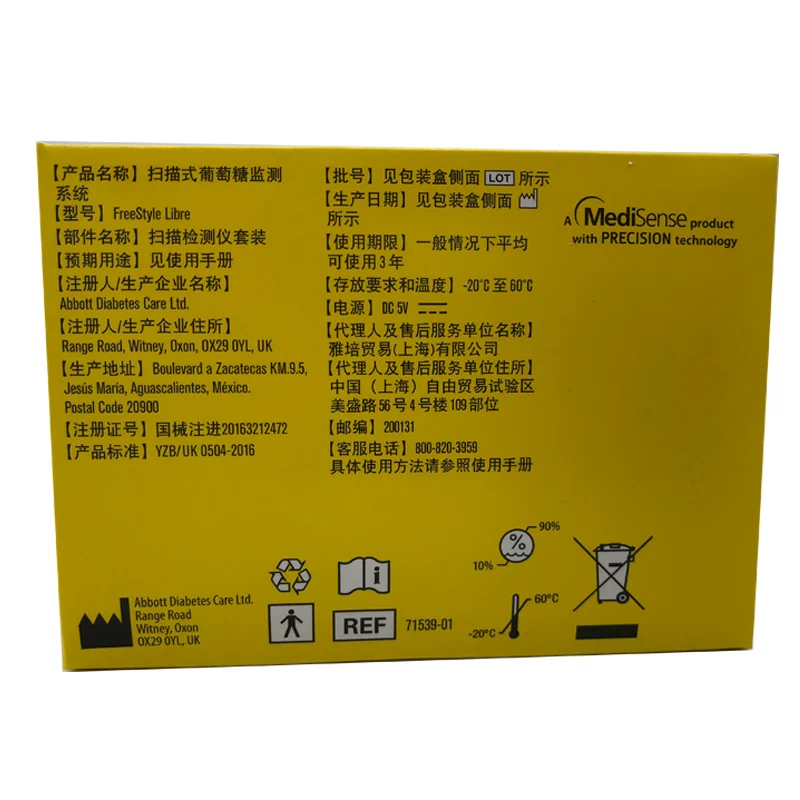 【产品名称】扫描式葡萄糖监测
系统
【型号】FreeStyle Libre
【部件名称】扫描检测仪套装
【预期用途】见使用手册
【注册人/生产企业名称】
Abbott Diabetes Care Ltd.
【注册人/生产企业住所】
Range Road, Witney, Oxon, OX29 0YL, UK
【生产地址】Boulevard a Zacatecas KM.9.5,
Jesús María, Aguascalientes, México.
Postal Code 20900
【注册证号】国械注进20163212472
【产品标准】YZB/UK 0504-2016
【批号】见包装盒侧面 LOT 所示
【生产日期】见包装盒侧面
所示
【使用期限】一般情况下平均
可使用3年
【存放要求和温度】-20°C 至 60°C
【电源】DC 5V
【代理人及售后服务单位名称】
雅培贸易(上海)有限公司
【代理人及售后服务单位住所】
中国（上海）自由贸易试验区
美盛路56号4号楼109部位
【邮编】200131
【客服电话】800-820-3959
具体使用方法请参照使用手册
A MediSense product
with PRECISION technology
Abbott Diabetes Care Ltd.
Range Road
Witney, Oxon
OX29 0YL, UK
i
REF 71539-01
90%
%
10%
60°C
-20°C